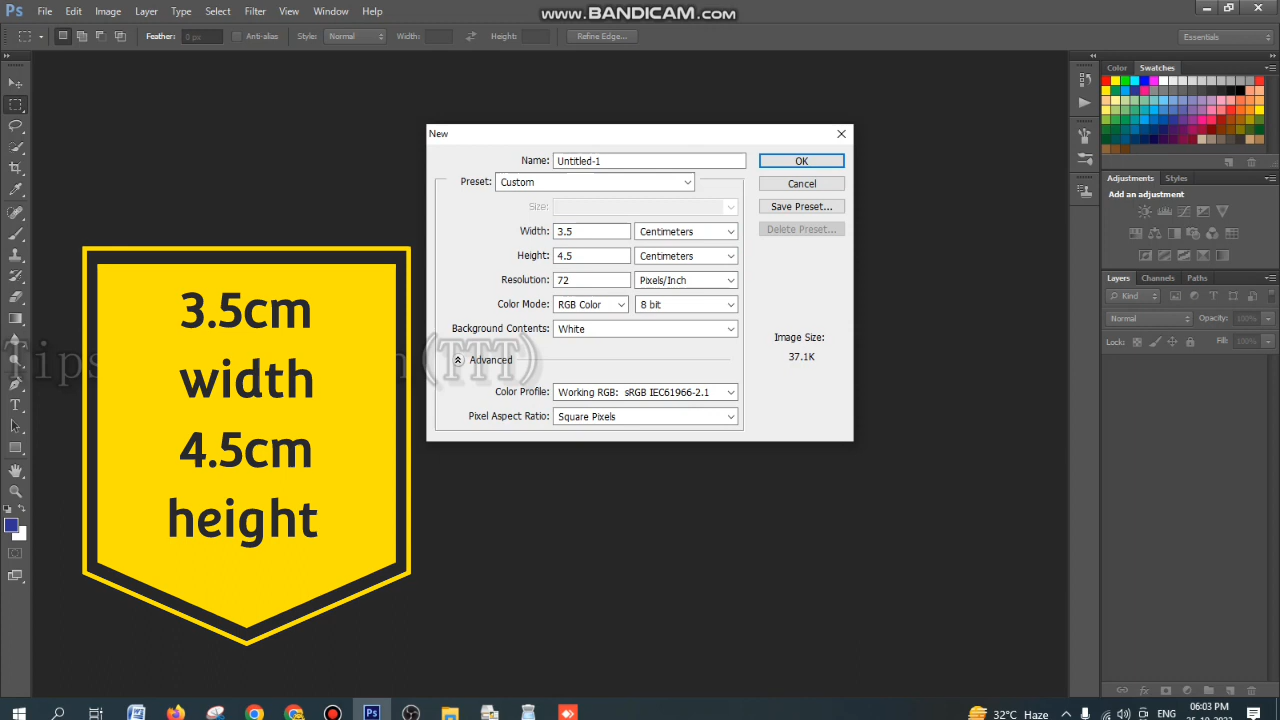 Ps File Edit Image Layer Type Select Filter View Window Help
WWW.BANDICAM.COM
Feather: 0 px Anti-alias Style: Normal Width: Height: Refine Edge... Essentials
Color Swatches
New
Name: Untitled-1 OK
Preset: Custom Cancel
Size: Save Preset...
Width: 3.5 Centimeters Delete Preset...
Height: 4.5 Centimeters
Resolution: 72 Pixels/Inch
Color Mode: RGB Color 8 bit
Background Contents: White
Image Size:
37.1K
Advanced
Color Profile: Working RGB: sRGB IEC61966-2.1
Pixel Aspect Ratio: Square Pixels
3.5cm
width
4.5cm
height
Tips
(TTT)
Adjustments Styles
Add an adjustment
Layers Channels Paths
Kind
Normal Opacity: 100%
Lock: Fill: 100%
32°C Haze ENG 06:03 PM